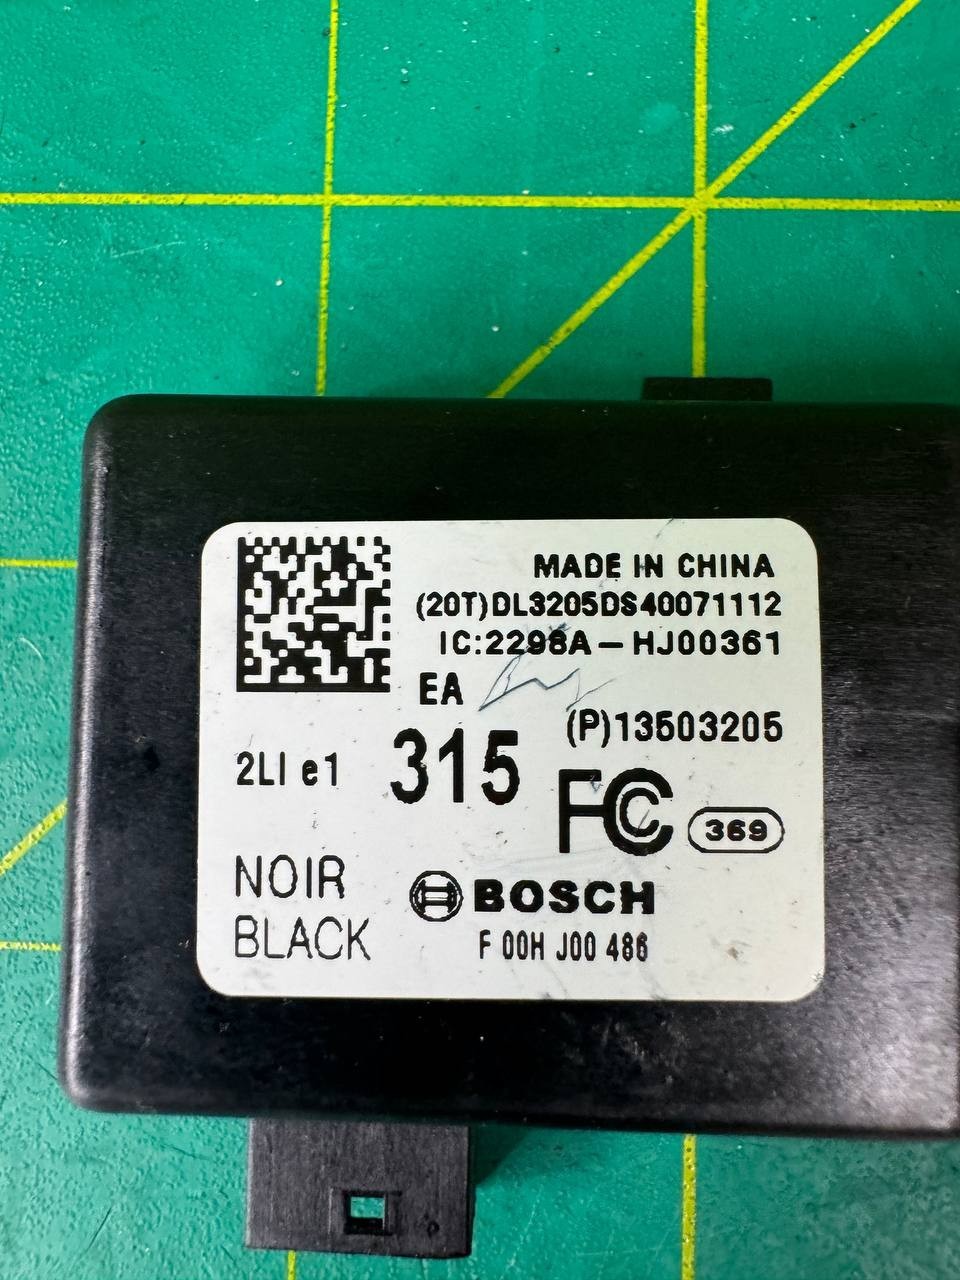 MADE IN CHINA
(20T)DL3205DS40071112
IC:2298A-HJ00361
EA
(P)13503205
2LI e1
315
FC
369
NOIR
BLACK
BOSCH
F 00H J00 486